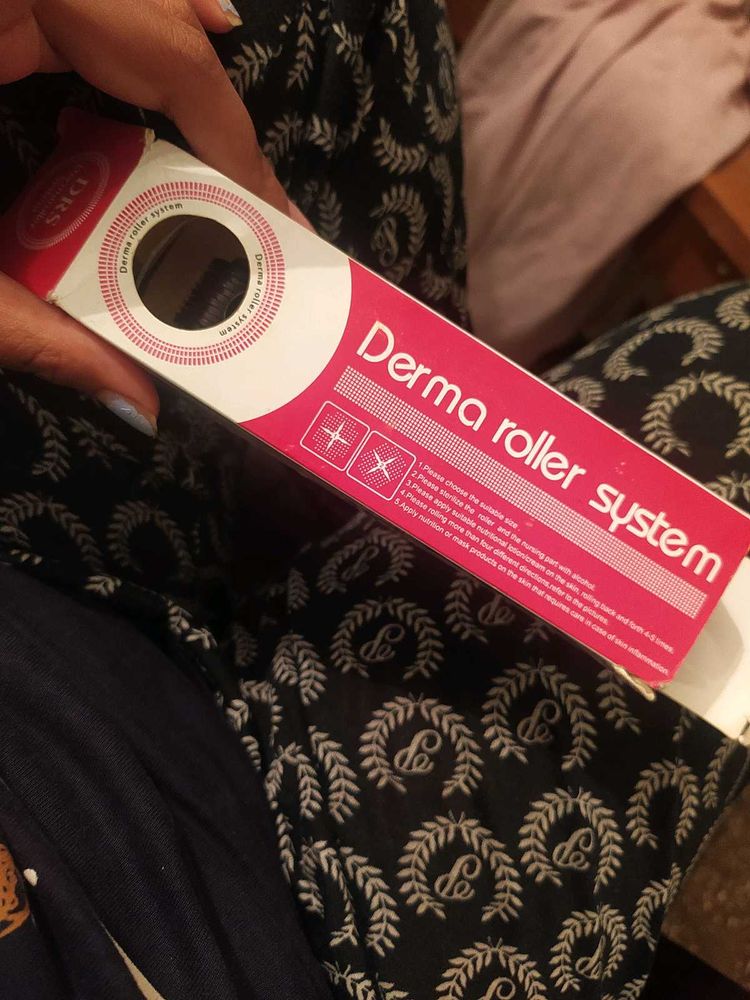 DRS
Derma roller system
Derma roller system
Derma roller system
1.Please choose the suitable size.
2.Please sterilize the roller and the nursing part with alcohol.
3.Please apply suitable nutritional lotion/cream on the skin, rolling back and forth 4-5 times.
4.Please rolling more than four different directions,refer to the pictures.
5.Apply nutrition or mask products on the skin that requires care in case of skin inflammation.